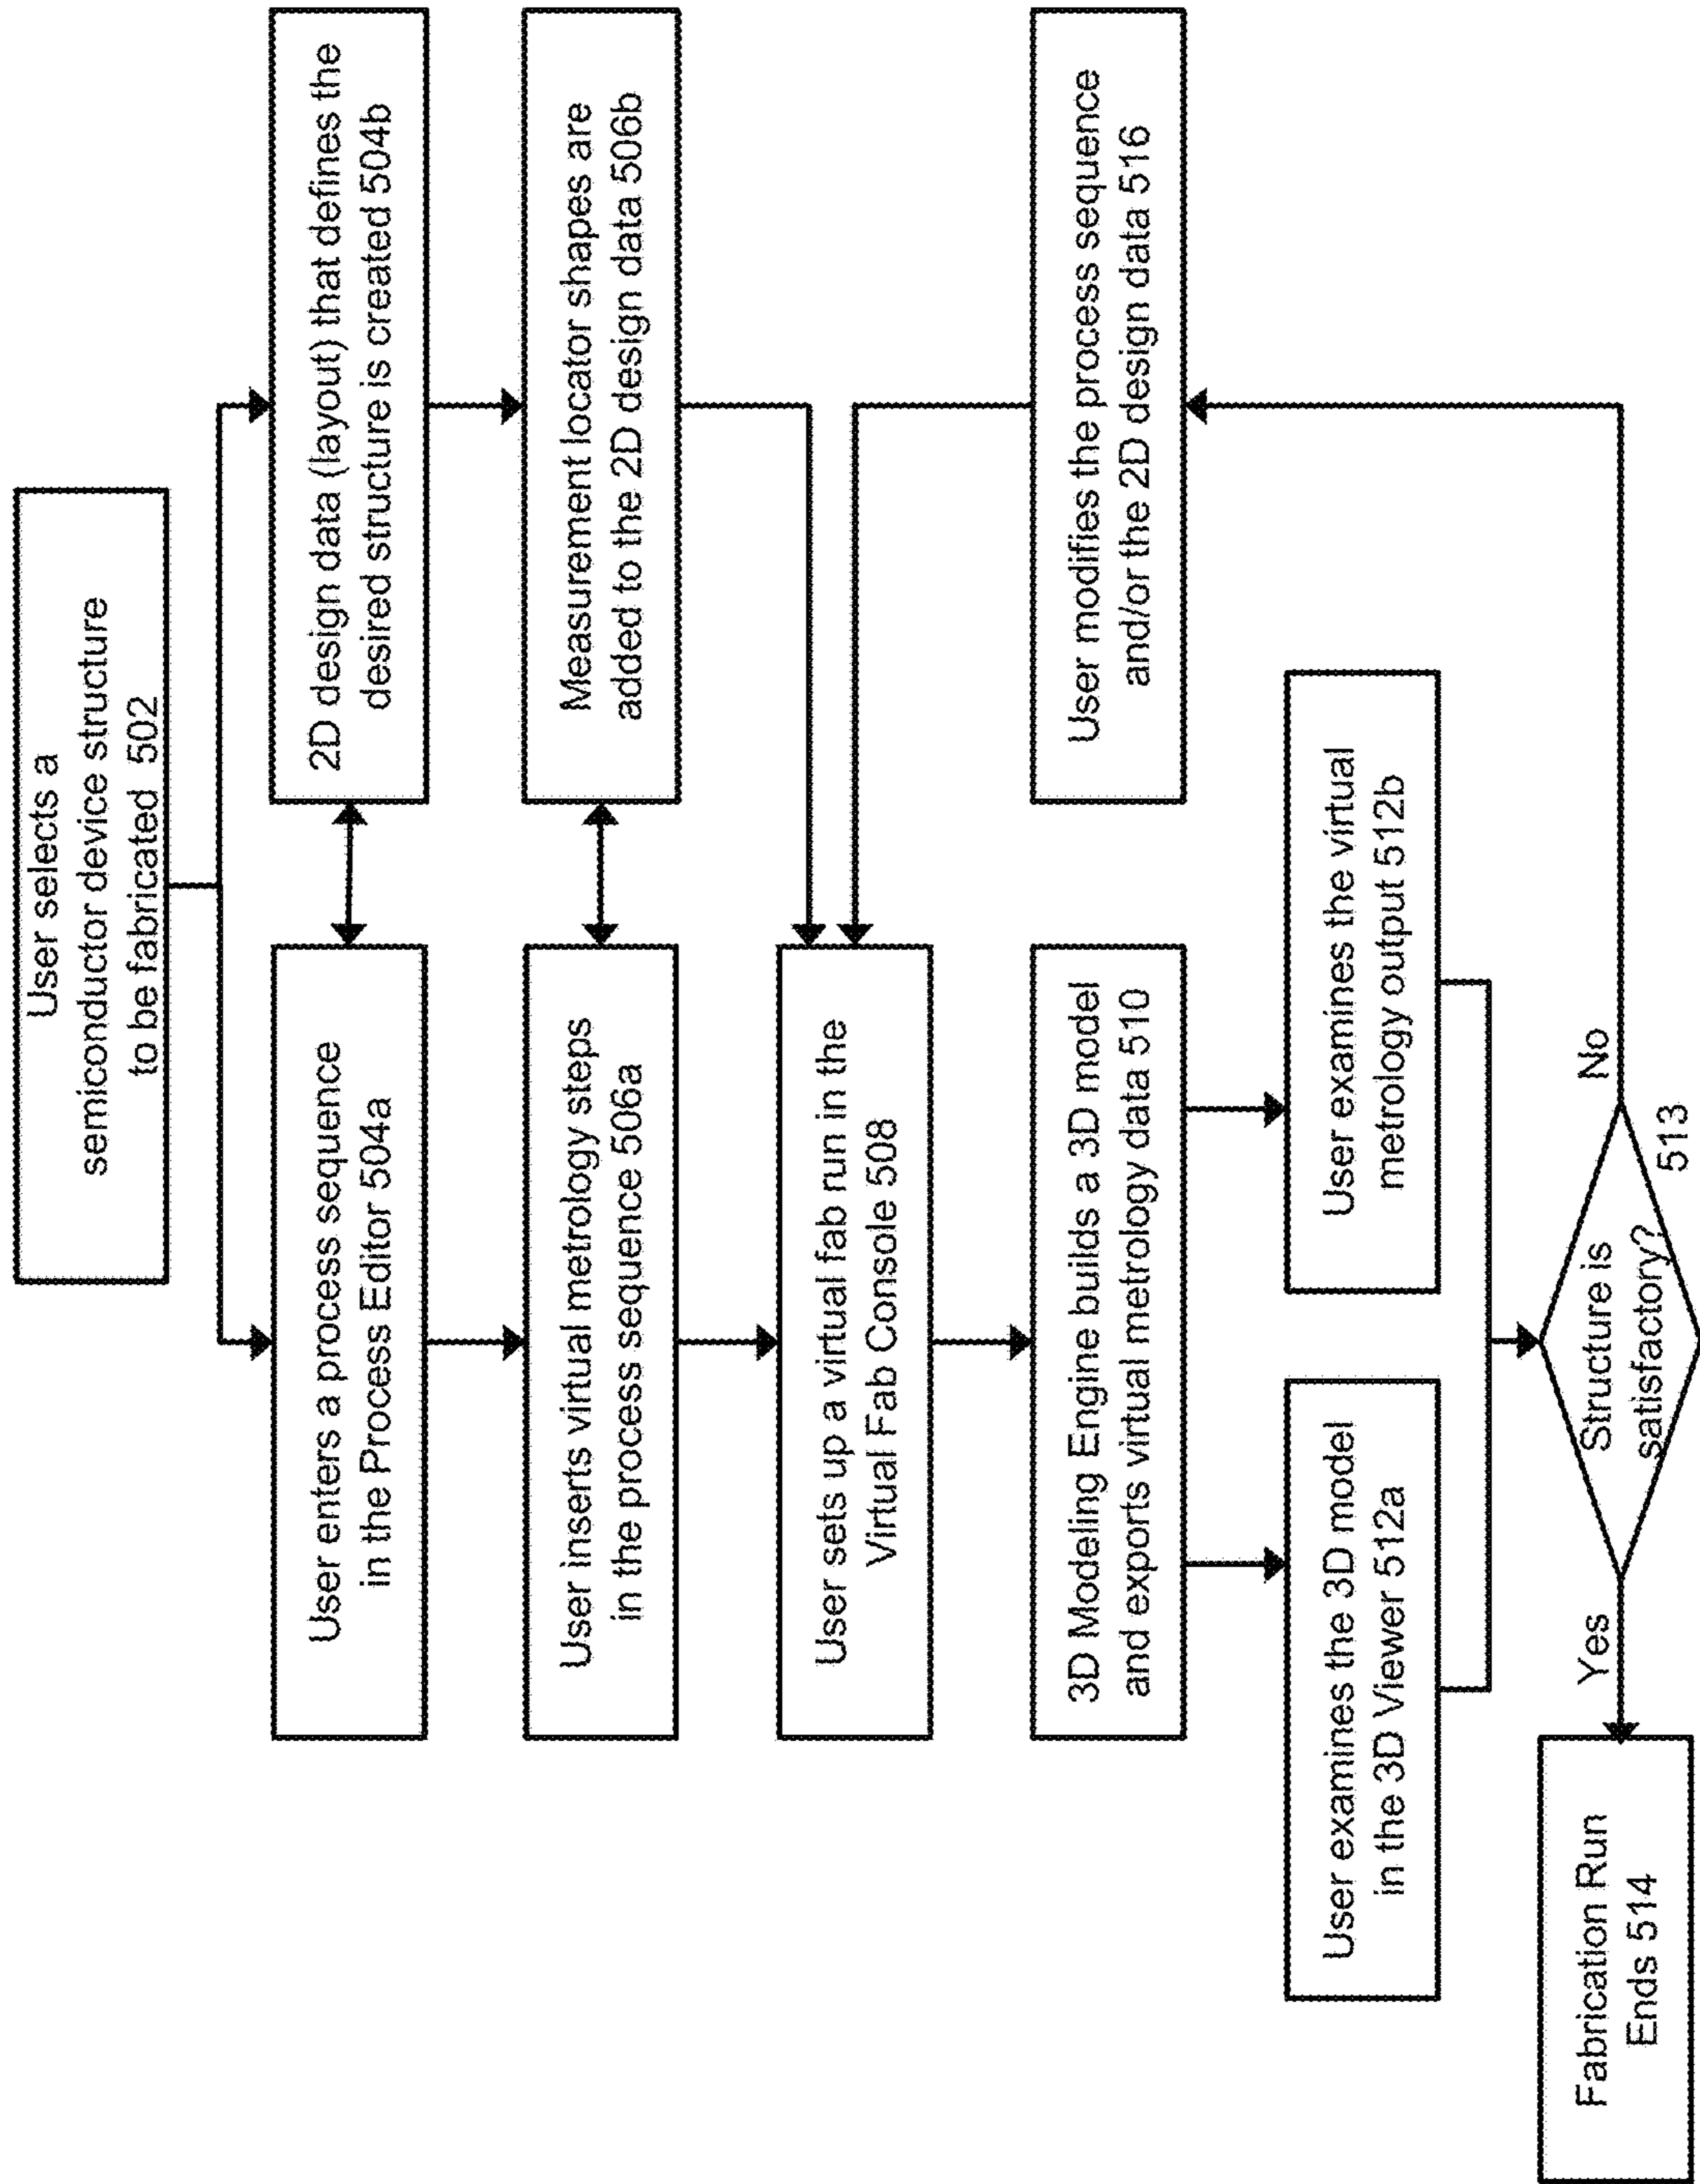 User selects a
semiconductor device structure
to be fabricated 502
User enters a process sequence
in the Process Editor 504a
2D design data (layout) that defines the
desired structure is created 504b
User inserts virtual metrology steps
in the process sequence 506a
Measurement locator shapes are
added to the 2D design data 506b
User sets up a virtual fab run in the
Virtual Fab Console 508
3D Modeling Engine builds a 3D model
and exports virtual metrology data 510
User modifies the process sequence
and/or the 2D design data 516
User examines the 3D model
in the 3D Viewer 512a
User examines the virtual
metrology output 512b
Structure is
satisfactory?
513
Yes
No
Fabrication Run
Ends 514